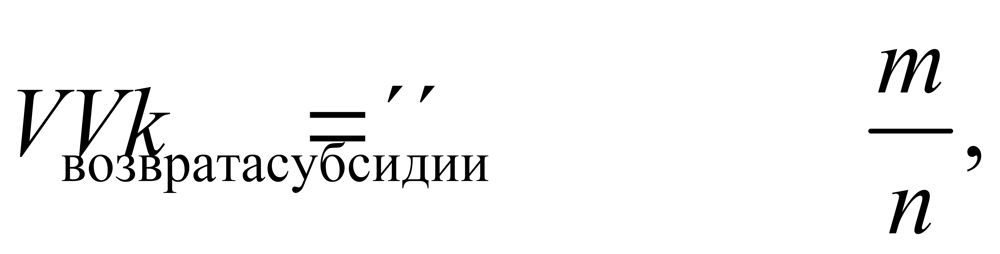 m
VVk = ′ ′ ,
возвратасубсидии
n